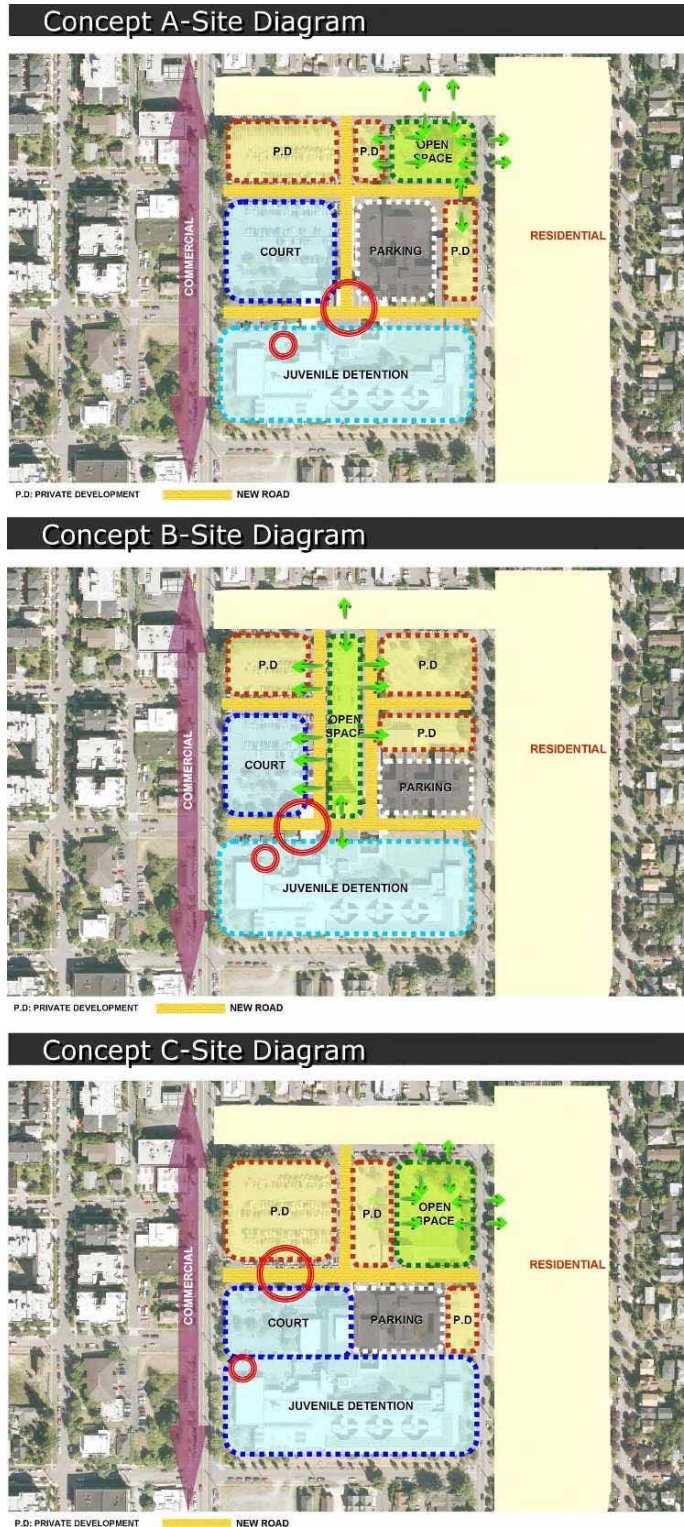 Concept A-Site Diagram
P.D
P.D
OPEN
SPACE
COMMERCIAL
COURT
PARKING
P.D
RESIDENTIAL
JUVENILE DETENTION
P.D: PRIVATE DEVELOPMENT NEW ROAD
Concept B-Site Diagram
P.D
P.D
OPEN
SPACE
P.D
COMMERCIAL
COURT
RESIDENTIAL
PARKING
JUVENILE DETENTION
P.D: PRIVATE DEVELOPMENT NEW ROAD
Concept C-Site Diagram
P.D
P.D
OPEN
SPACE
COMMERCIAL
RESIDENTIAL
COURT
PARKING
P.D
JUVENILE DETENTION
P.D: PRIVATE DEVELOPMENT NEW ROAD